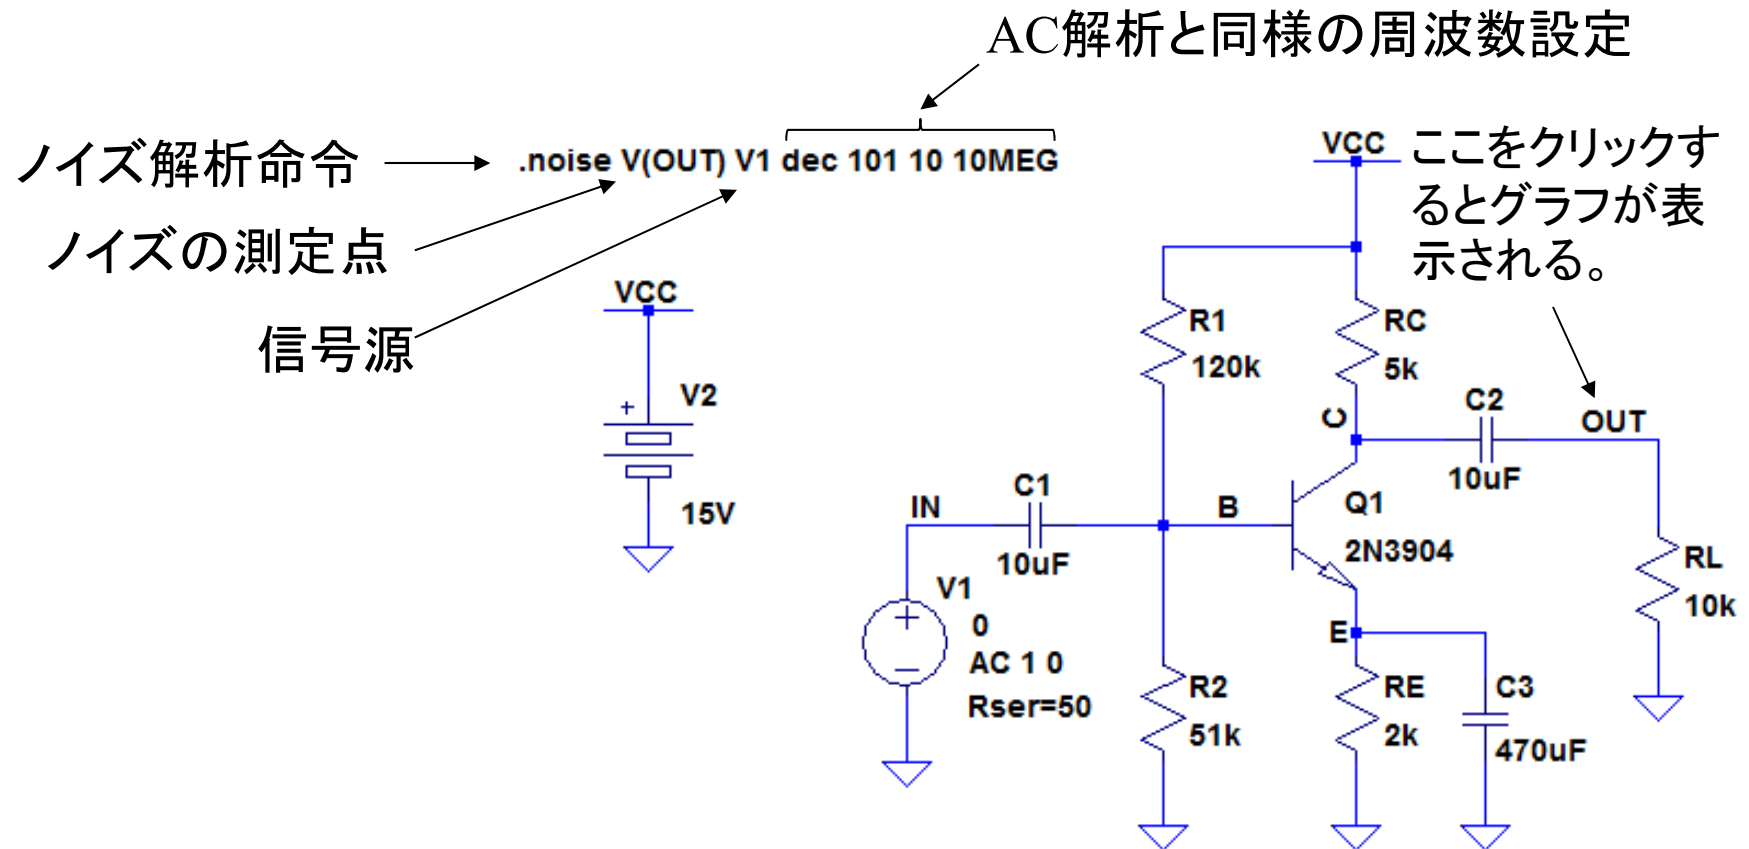 AC解析と同様の周波数設定
ノイズ解析命令
.noise V(OUT) V1 dec 101 10 10MEG
ノイズの測定点
信号源
VCC
ここをクリックす
るとグラフが表
示される。
VCC
+
V2
15V
R1
120k
RC
5k
C
C2
10uF
OUT
IN
C1
10uF
B
Q1
2N3904
V1
0
AC 1 0
Rser=50
E
R2
51k
RE
2k
C3
470uF
RL
10k